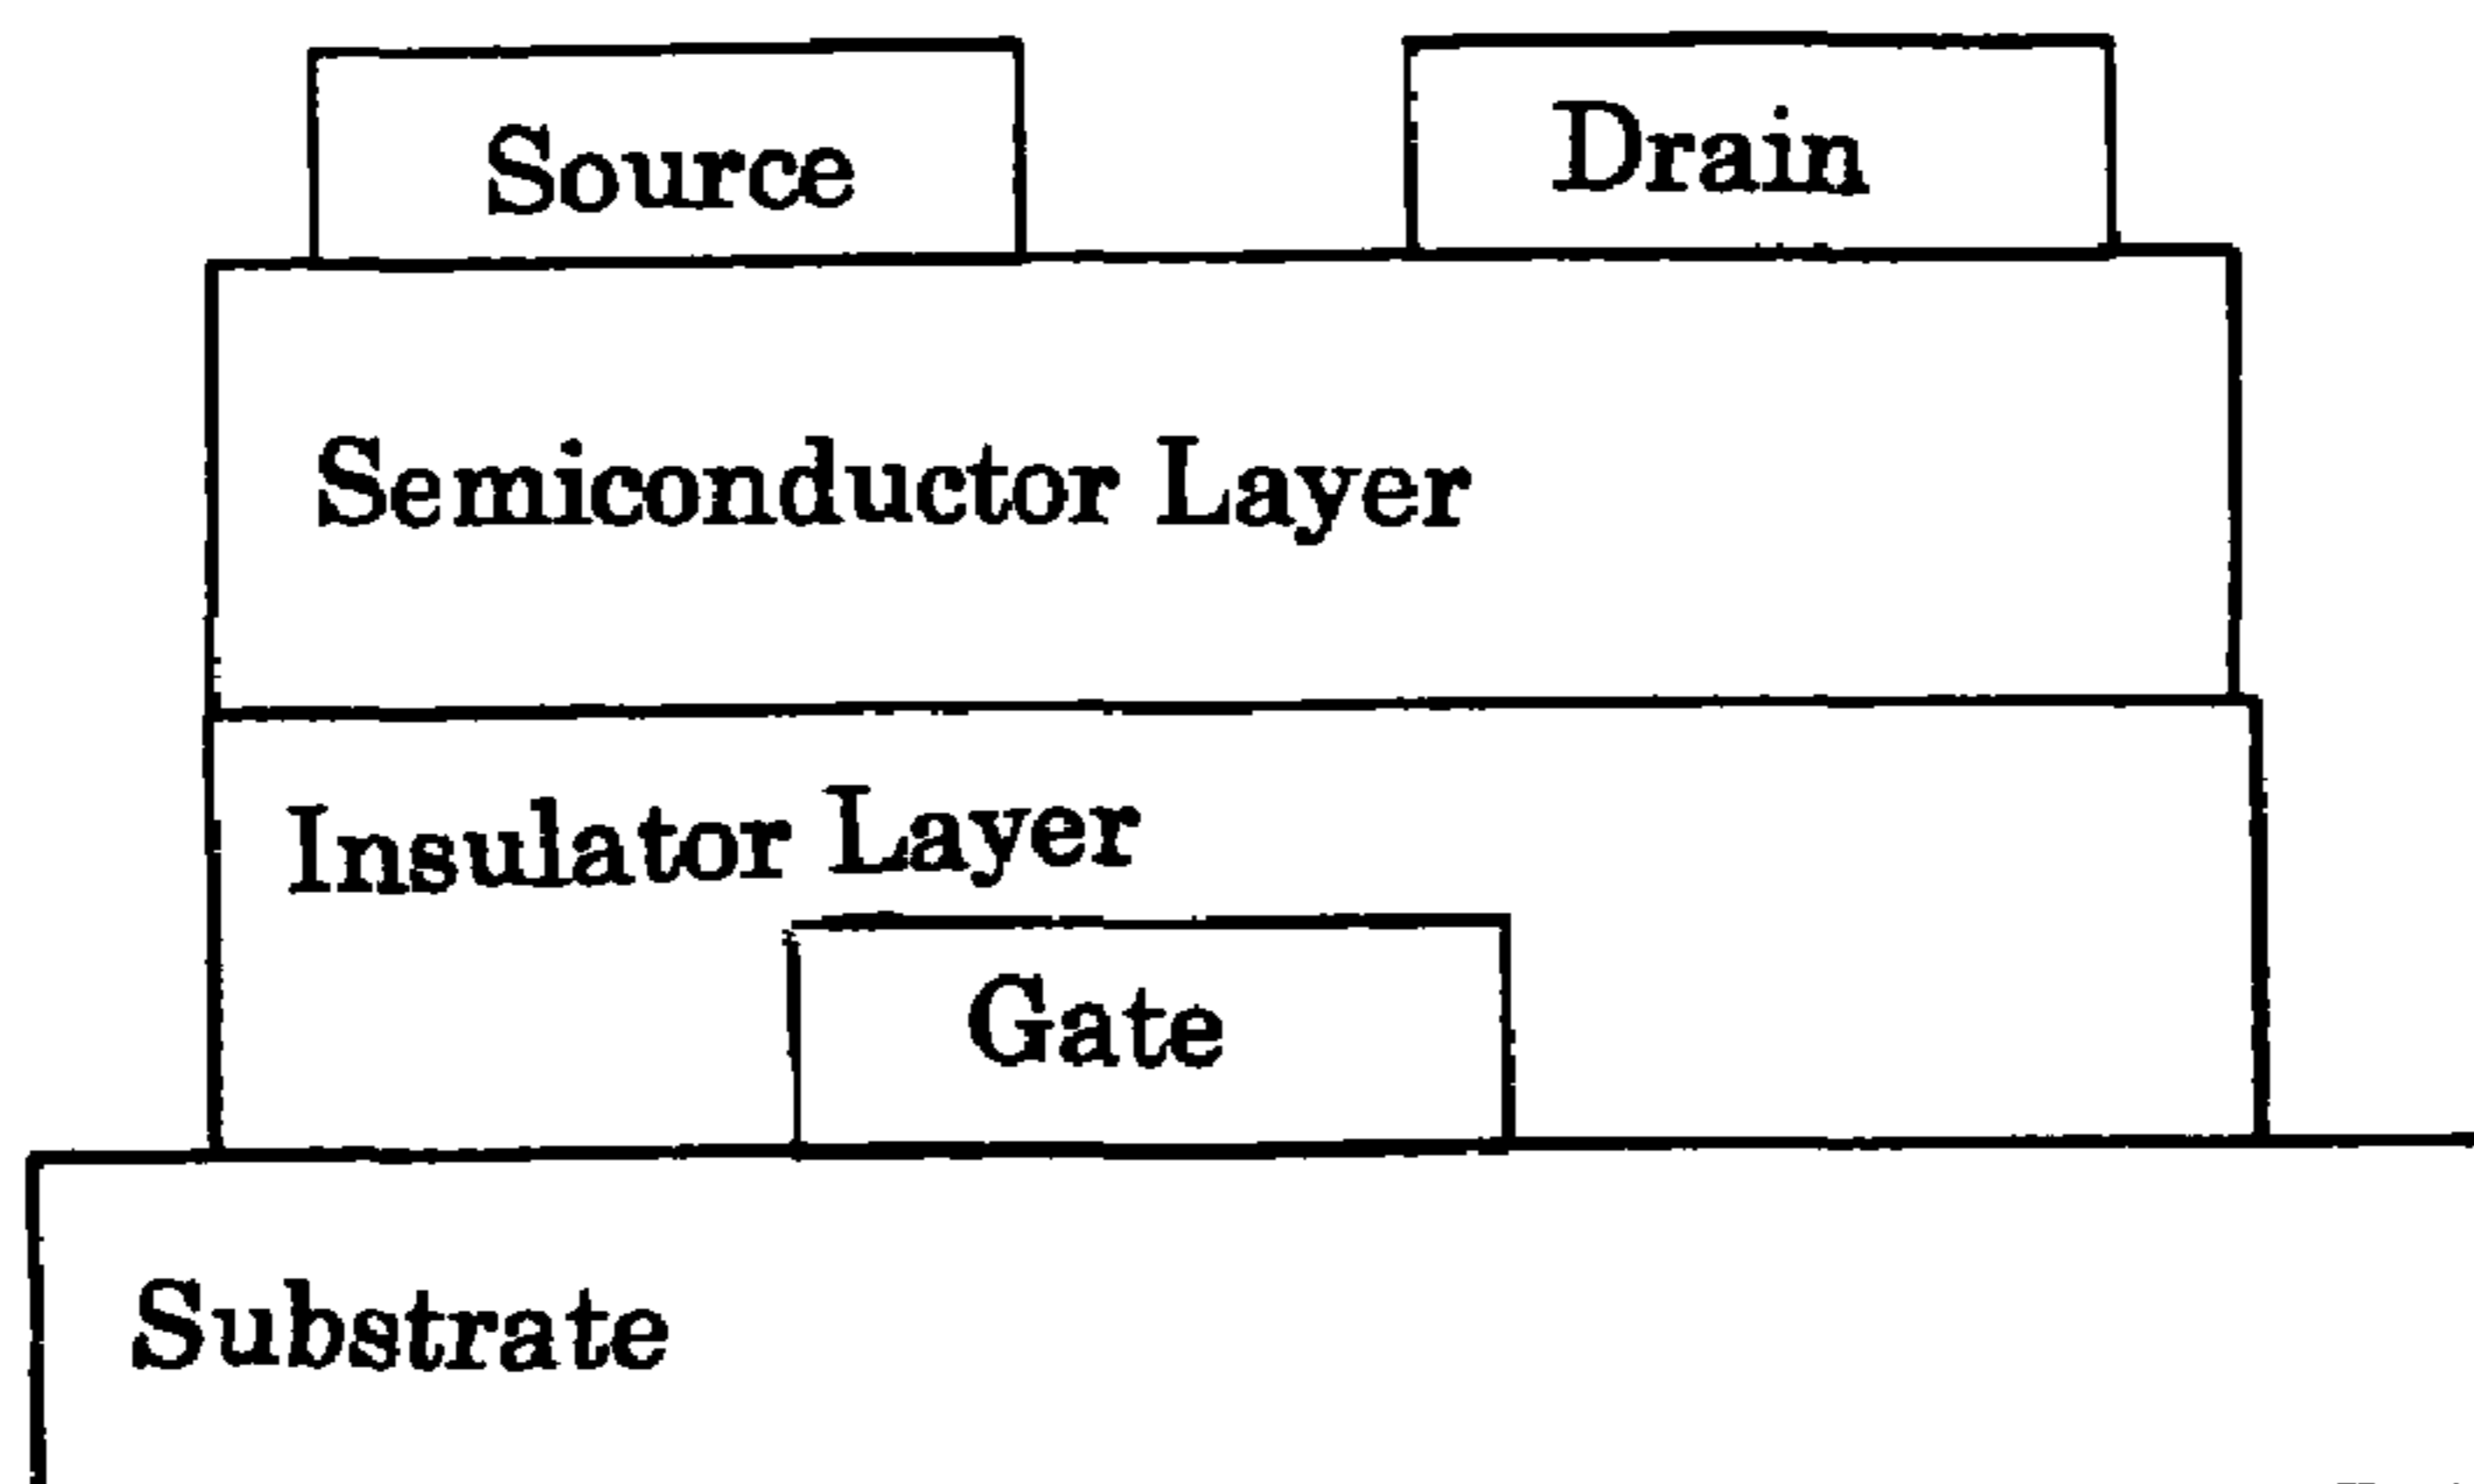 Source
Drain
Semiconductor Layer
Insulator Layer
Gate
Substrate